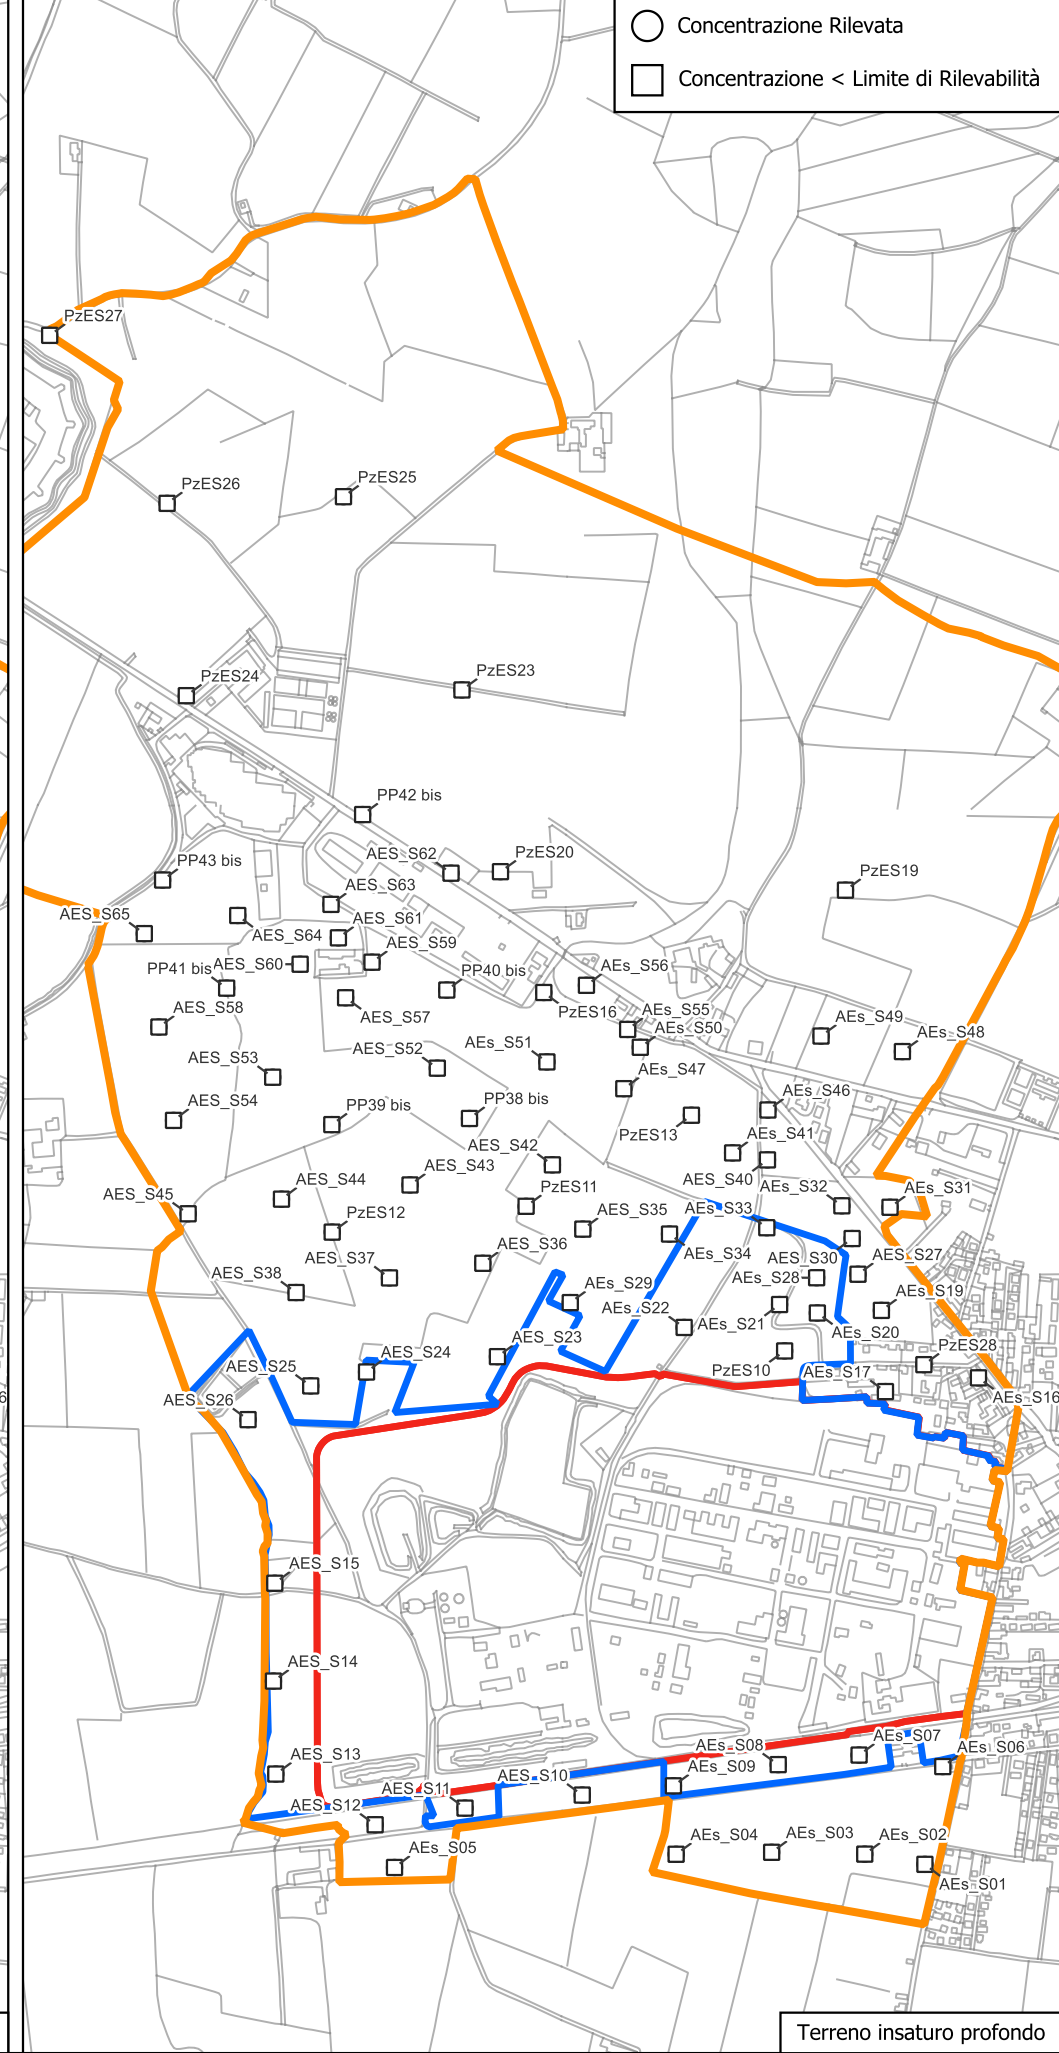 Concentrazione Rilevata
Concentrazione < Limite di Rilevabilità
PzES27
PzES26
PzES25
PzES24
PzES23
PP42 bis
AES_S62
PzES20
PP43 bis
AES_S63
PzES19
AES_S65
AES_S64
AES_S61
AES_S59
AES_S60
PP41 bis
PP40 bis
AEs_S56
AES_S58
AES_S57
PzES16
AEs_S55
AEs_S50
AEs_S49
AEs_S48
AES_S53
AES_S52
AEs_S51
AEs_S47
AES_S54
PP39 bis
PP38 bis
AEs_S46
PzES13
AEs_S41
AES_S42
AES_S40
AES_S45
AES_S44
AES_S43
AEs_S32
AEs_S31
PzES12
PzES11
AES_S35
AEs_S33
AEs_S34
AES_S37
AES_S36
AES_S30
AES_S27
AES_S38
AEs_S29
AEs_S28
AEs_S22
AEs_S21
AEs_S19
AEs_S20
AES_S25
AES_S24
AES_S23
PzES10
PzES28
AES_S26
AEs_S17
AEs_S16
6
AES_S15
AES_S14
AES_S13
AES_S12
AES_S11
AEs_S10
AEs_S08
AEs_S09
AEs_S07
AEs_S06
AEs_S05
AEs_S04
AEs_S03
AEs_S02
AEs_S01
Terreno insaturo profondo